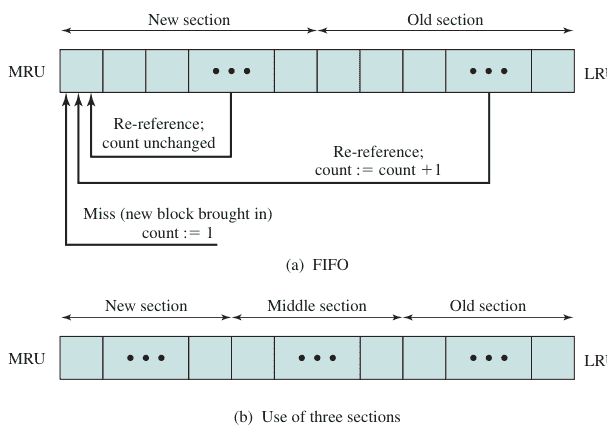 New section Old section
MRU LRU
Re-reference;
count unchanged
Re-reference;
count := count +1
Miss (new block brought in)
count := 1
(a) FIFO
New section Middle section Old section
MRU LRU
(b) Use of three sections